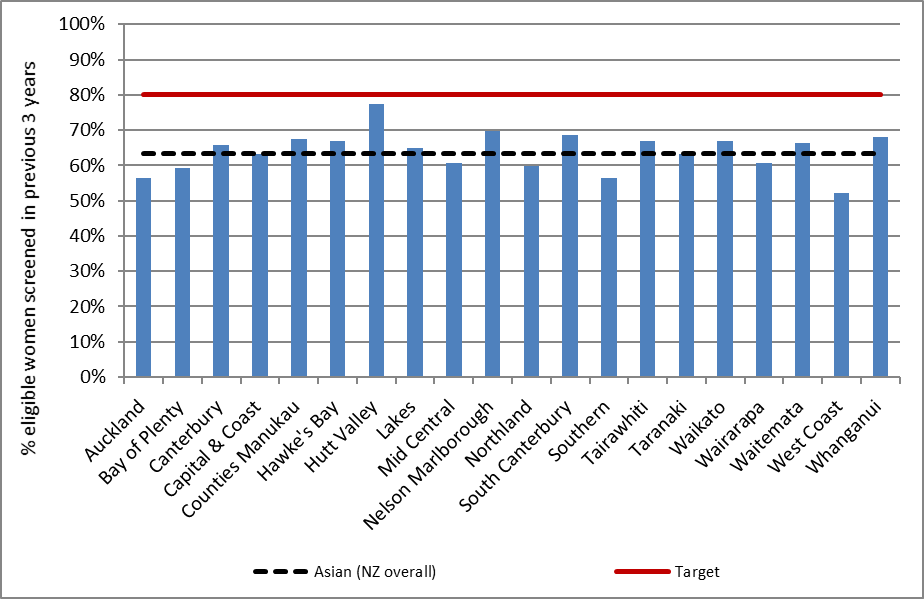 % eligible women screened in previous 3 years
100%
90%
80%
70%
60%
50%
40%
30%
20%
10%
0%
Auckland
Bay of Plenty
Canterbury
Capital & Coast
Counties Manukau
Hawke's Bay
Hutt Valley
Lakes
Mid Central
Nelson Marlborough
Northland
South Canterbury
Southern
Tairawhiti
Taranaki
Waikato
Wairarapa
Waitemata
West Coast
Whanganui
Asian (NZ overall)
Target